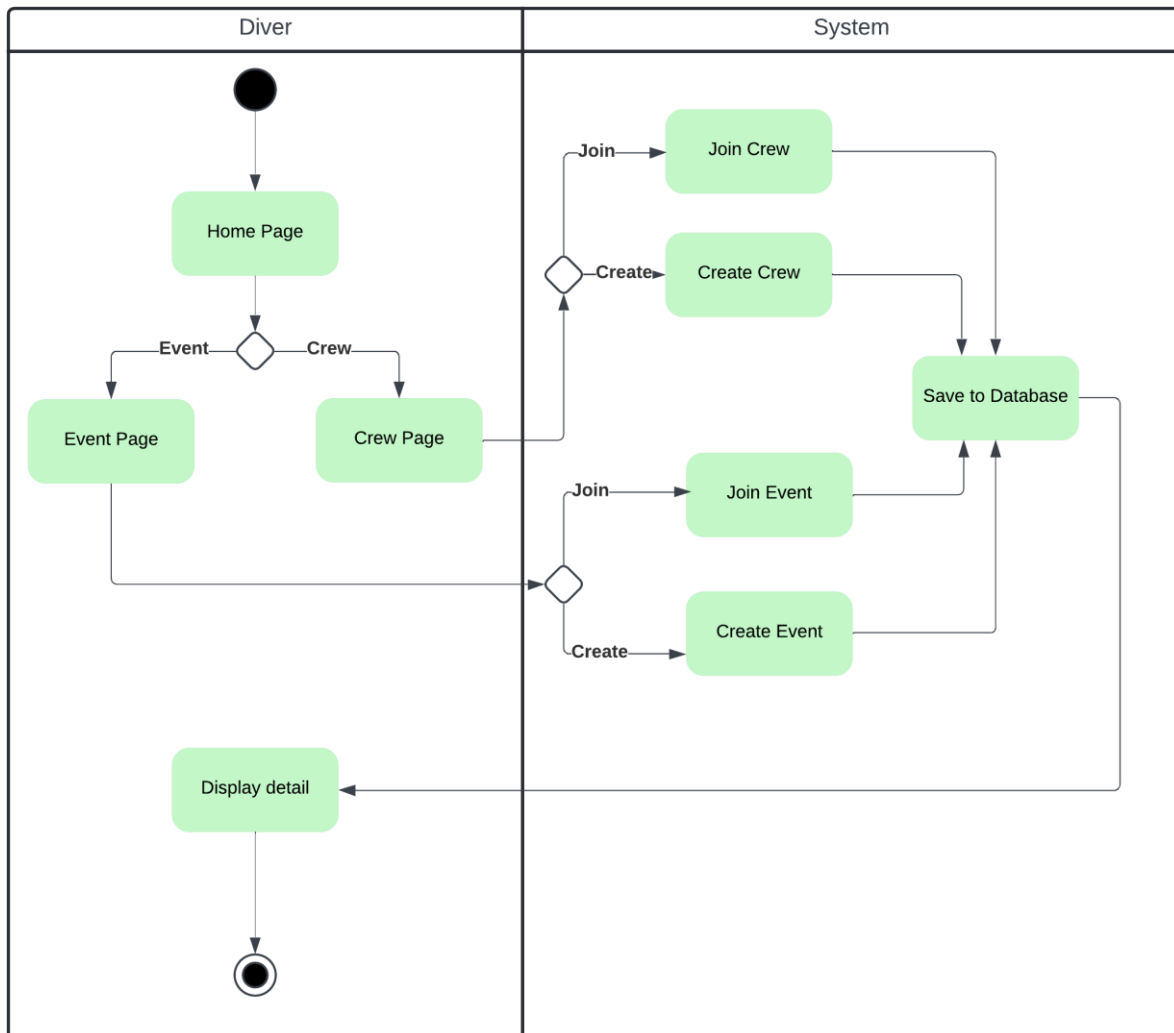 Diver
System
Home Page
Event
Crew
Event Page
Crew Page
Join
Join Crew
Create
Create Crew
Save to Database
Join
Join Event
Create
Create Event
Display detail